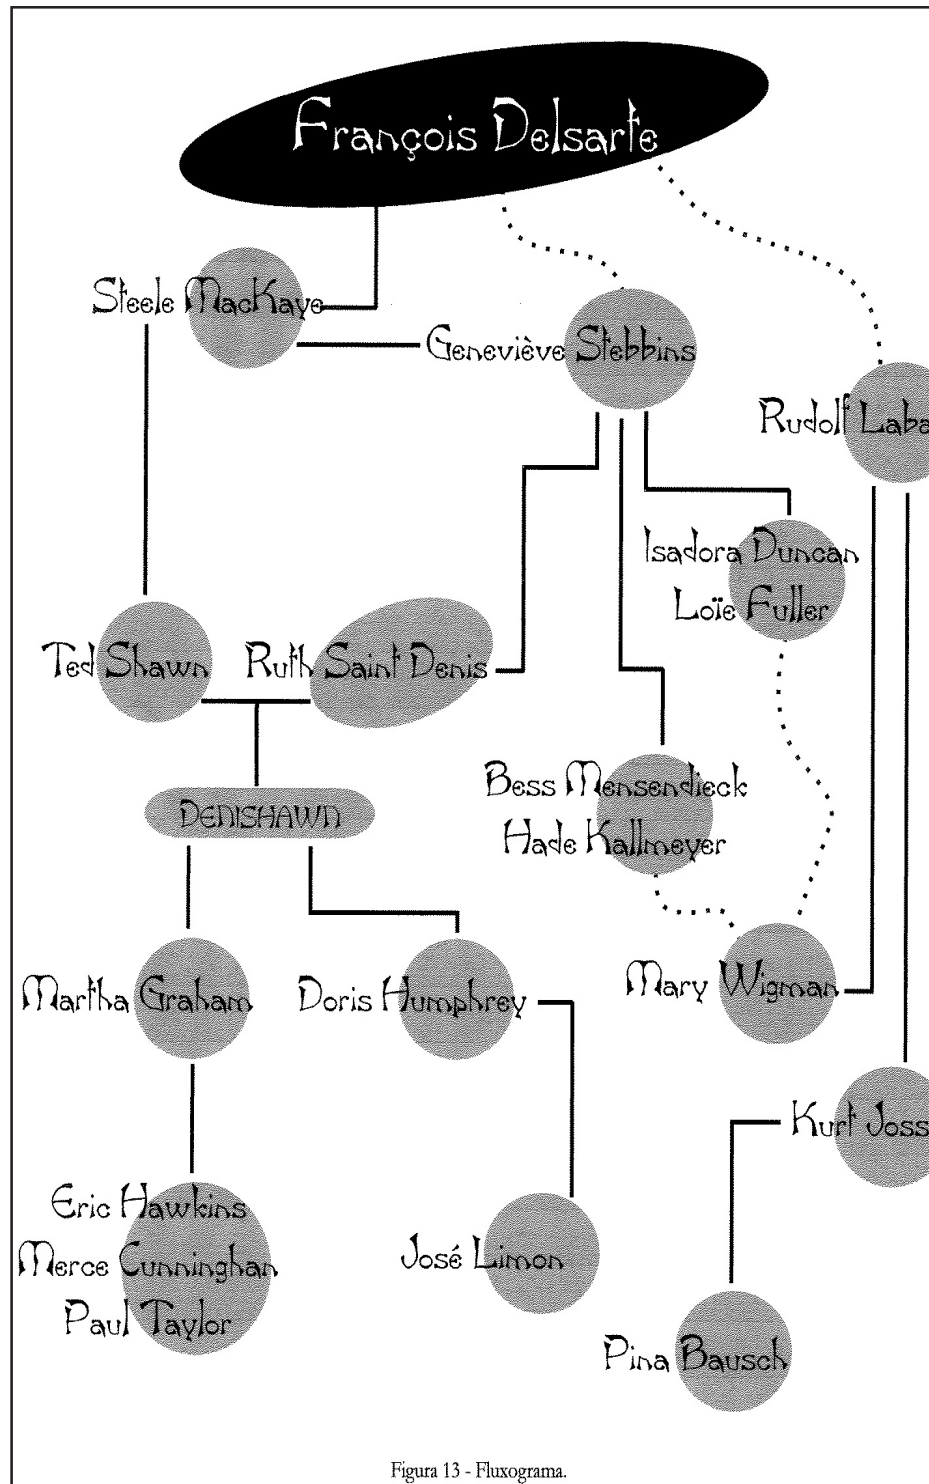 François Delsarte
Steele MacKaye
Geneviève Stebbins
Rudolf Laba
Isadora Duncan
Loïe Fuller
Ted Shawn
Ruth Saint Denis
Bess Mensendieck
Hade Kallmeyer
DENISHAWN
Martha Graham
Doris Humphrey
Mary Wigman
Kurt Joss
Eric Hawkins
Merce Cunninghan
Paul Taylor
José Limon
Pina Bausch
Figura 13 - Fluxograma.